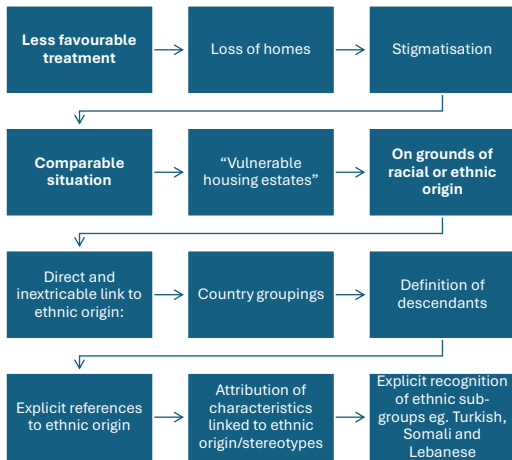 Less favourable
treatment
Loss of homes
Stigmatisation
Comparable
situation
“Vulnerable
housing estates”
On grounds of
racial or ethnic
origin
Direct and
inextricable link to
ethnic origin:
Country groupings
Definition of
descendants
Explicit references
to ethnic origin
Attribution of
characteristics
linked to ethnic
origin/stereotypes
Explicit recognition
of ethnic sub-
groups eg. Turkish,
Somali and
Lebanese